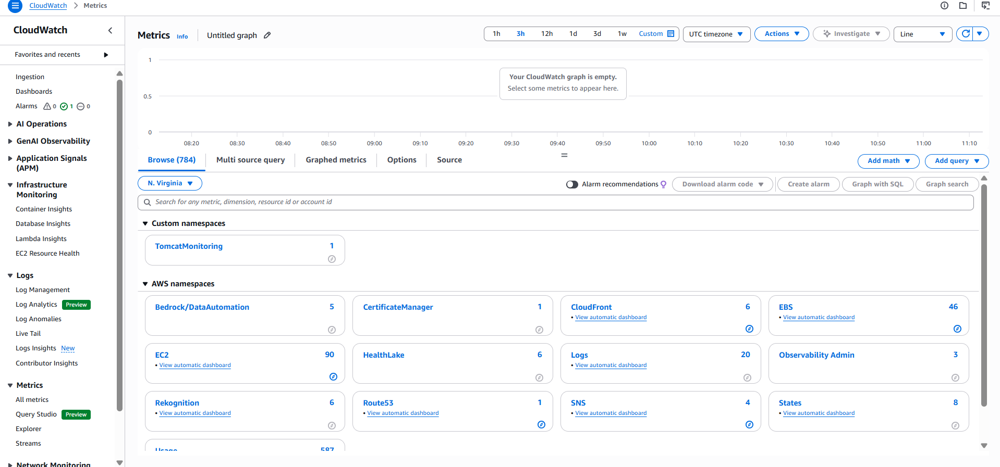 CloudWatch > Metrics
CloudWatch
Favorites and recents
Ingestion
Dashboards
Alarms 0 1 0
AI Operations
GenAI Observability
Application Signals
(APM)
Infrastructure
Monitoring
Container Insights
Database Insights
Lambda Insights
EC2 Resource Health
Logs
Log Management
Log Analytics Preview
Log Anomalies
Live Tail
Logs Insights New
Contributor Insights
Metrics
All metrics
Query Studio Preview
Explorer
Streams
Network Monitoring
Metrics Info Untitled graph
1h 3h 12h 1d 3d 1w Custom UTC timezone Actions Investigate Line
1
0.5
0
Your CloudWatch graph is empty.
Select some metrics to appear here.
08:20 08:30 08:40 08:50 09:00 09:10 09:20 09:30 09:40 09:50 10:00 10:10 10:20 10:30 10:40 10:50 11:00 11:10
Browse (784) Multi source query Graphed metrics Options Source Add math Add query
N. Virginia Alarm recommendations Download alarm code Create alarm Graph with SQL Graph search
Search for any metric, dimension, resource id or account id
Custom namespaces
TomcatMonitoring 1
AWS namespaces
Bedrock/DataAutomation 5
CertificateManager 1
CloudFront 6
• View automatic dashboard
EBS 46
• View automatic dashboard
EC2 90
• View automatic dashboard
HealthLake 6
Logs 20
• View automatic dashboard
Observability Admin 3
Rekognition 6
• View automatic dashboard
Route53 1
• View automatic dashboard
SNS 4
• View automatic dashboard
States 8
• View automatic dashboard
Usage 587